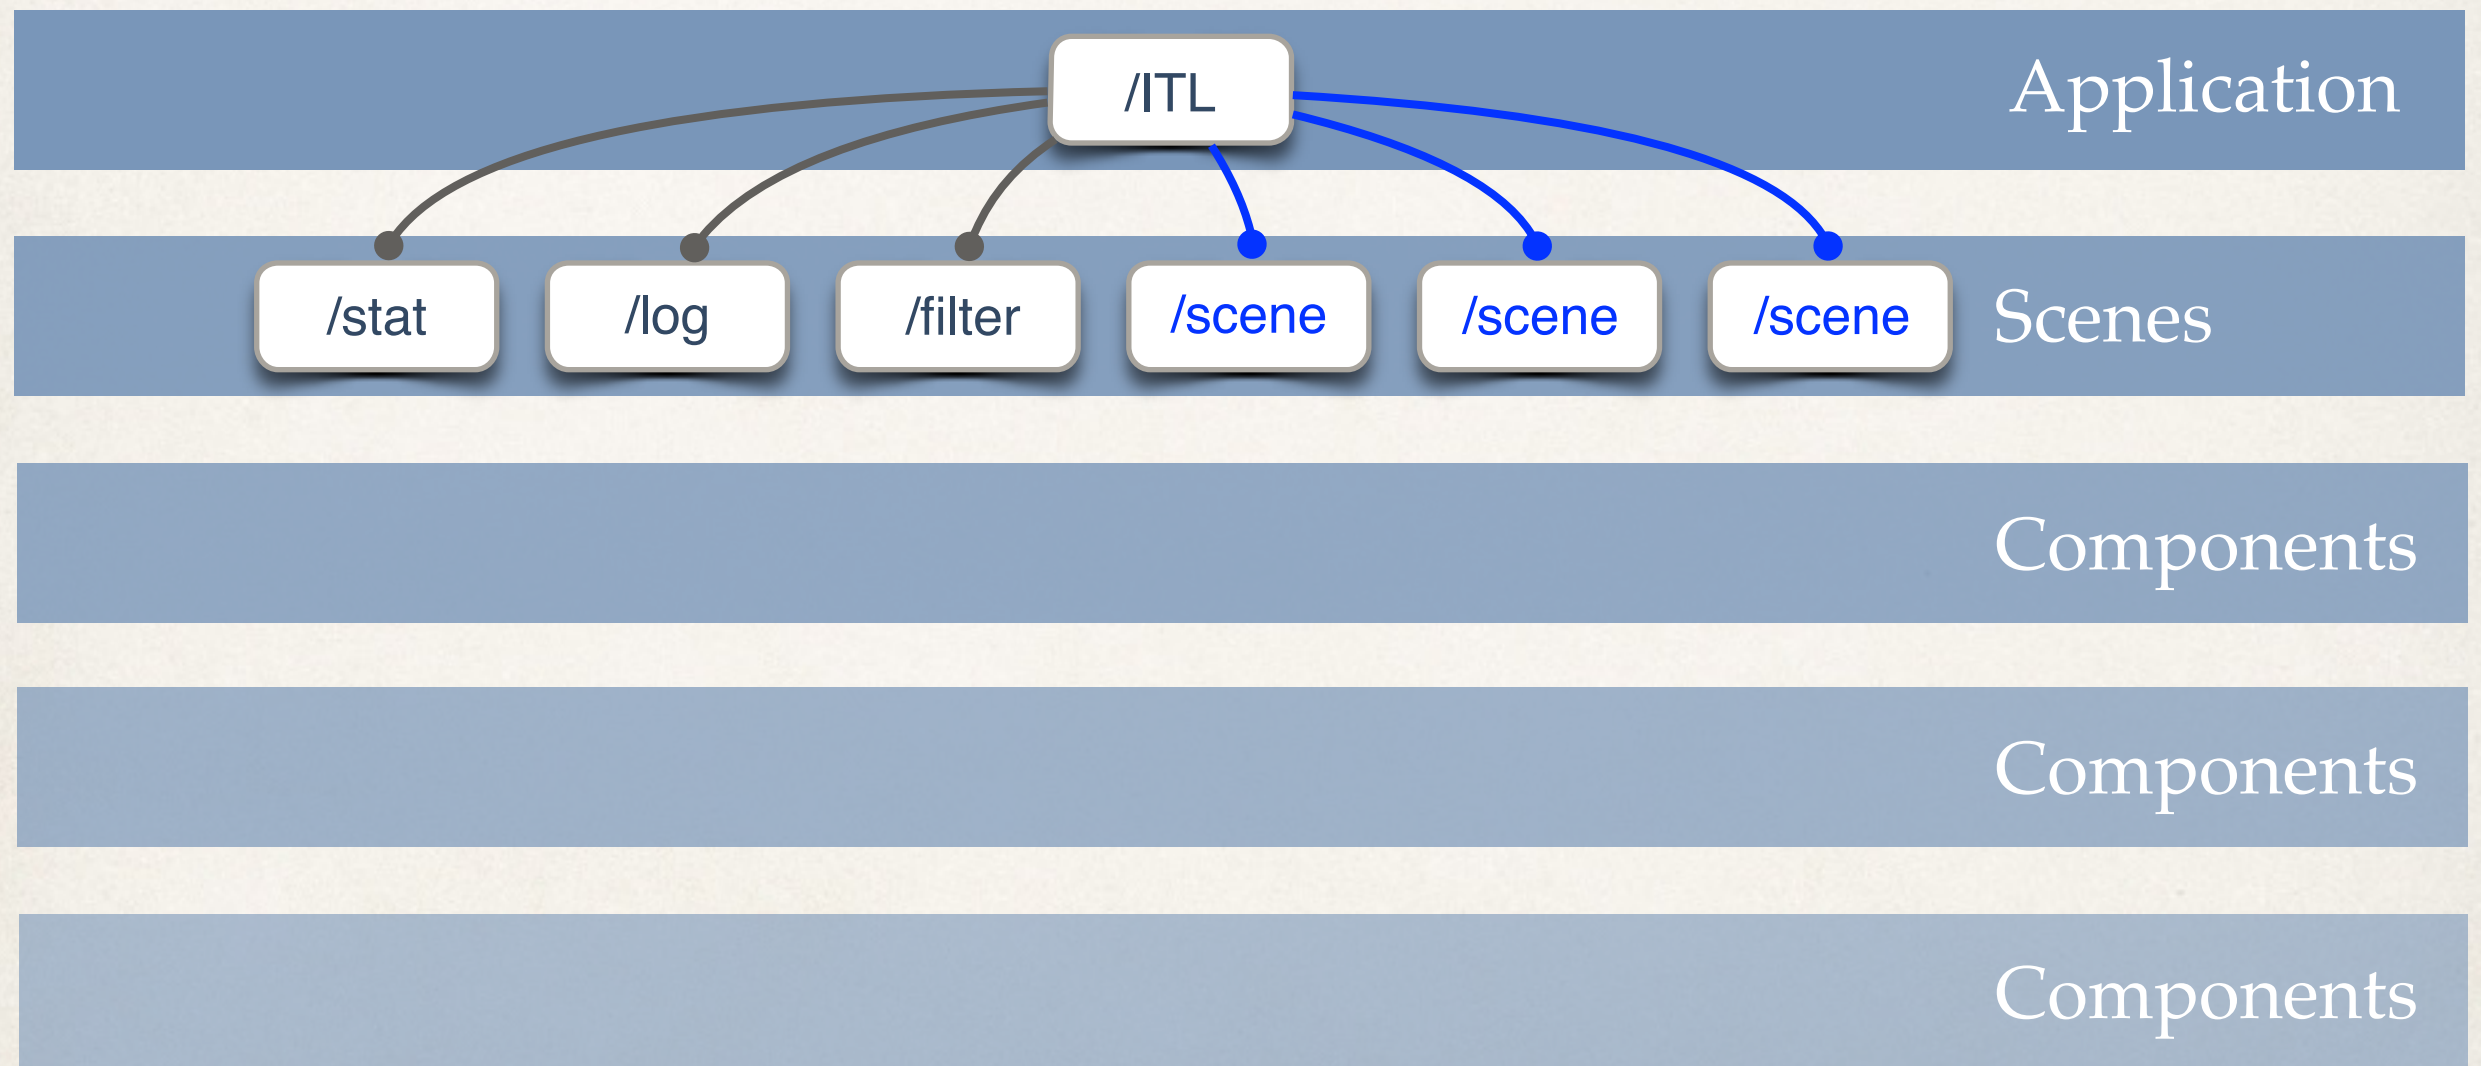 /ITL
Application
/stat
/log
/filter
/scene
/scene
/scene
Scenes
Components
Components
Components